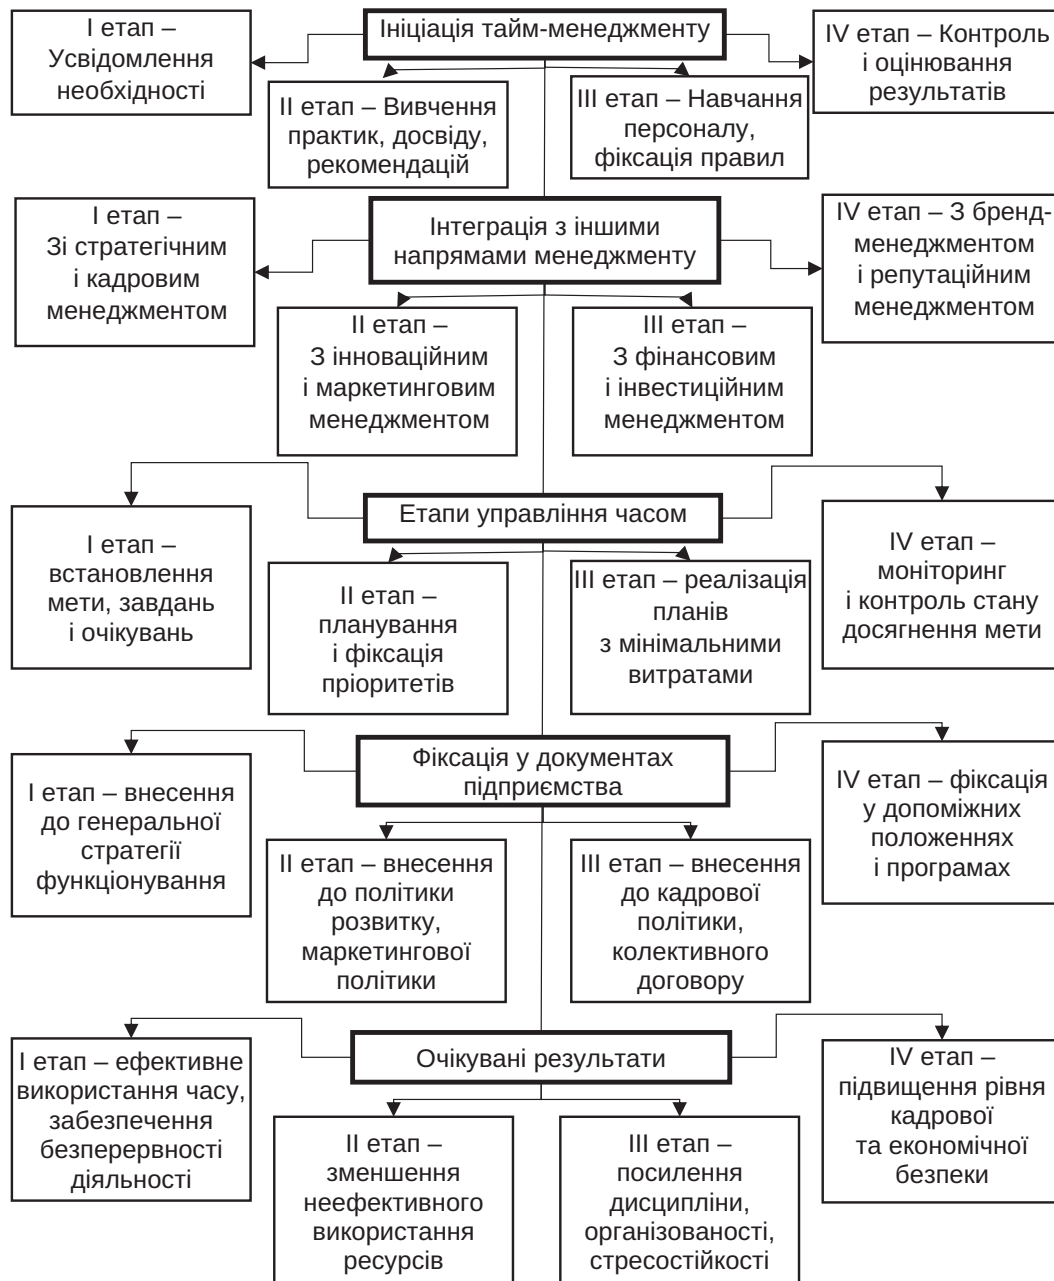 Ініціація тайм-менеджменту
І етап –
Усвідомлення
необхідності
ІІ етап – Вивчення
практик, досвіду,
рекомендацій
ІІІ етап – Навчання
персоналу,
фіксація правил
IV етап – Контроль
і оцінювання
результатів
Інтеграція з іншими
напрямами менеджменту
І етап –
Зі стратегічним
і кадровим
менеджментом
ІІ етап –
З інноваційним
і маркетинговим
менеджментом
ІІІ етап –
З фінансовим
і інвестиційним
менеджментом
IV етап – З бренд-
менеджментом
і репутаційним
менеджментом
Етапи управління часом
І етап –
встановлення
мети, завдань
і очікувань
ІІ етап –
планування
і фіксація
пріоритетів
ІІІ етап – реалізація
планів
з мінімальними
витратами
IV етап –
моніторинг
і контроль стану
досягнення мети
Фіксація у документах
підприємства
І етап – внесення
до генеральної
стратегії
функціонування
ІІ етап – внесення
до політики
розвитку,
маркетингової
політики
ІІІ етап – внесення
до кадрової
політики,
колективного
договору
IV етап – фіксація
у допоміжних
положеннях
і програмах
Очікувані результати
І етап – ефективне
використання часу,
забезпечення
безперервності
діяльності
ІІ етап –
зменшення
неефективного
використання
ресурсів
ІІІ етап –
посилення
дисципліни,
організованості,
стресостійкості
IV етап –
підвищення рівня
кадрової
та економічної
безпеки